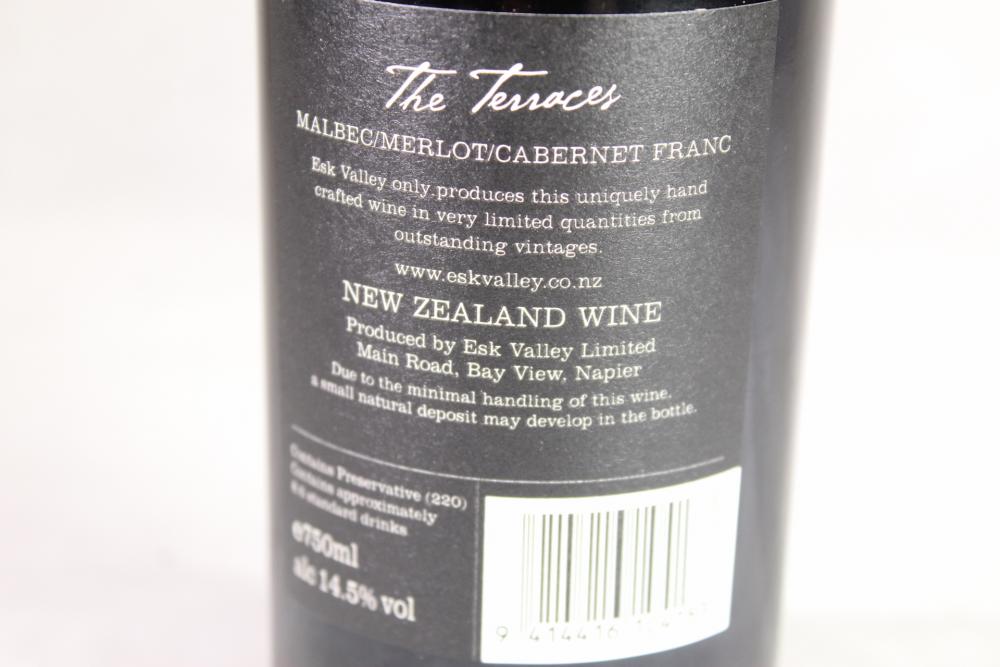 The Terraces
MALBEC/MERLOT/CABERNET FRANC
Esk Valley only produces this uniquely hand
crafted wine in very limited quantities from
outstanding vintages.
www.eskvalley.co.nz
NEW ZEALAND WINE
Produced by Esk Valley Limited
Main Road, Bay View, Napier
Due to the minimal handling of this wine.
a small natural deposit may develop in the bottle.
Contains Preservative (220)
Contains approximately
standard drinks
e750ml
alc 14.5% vol
9 414416